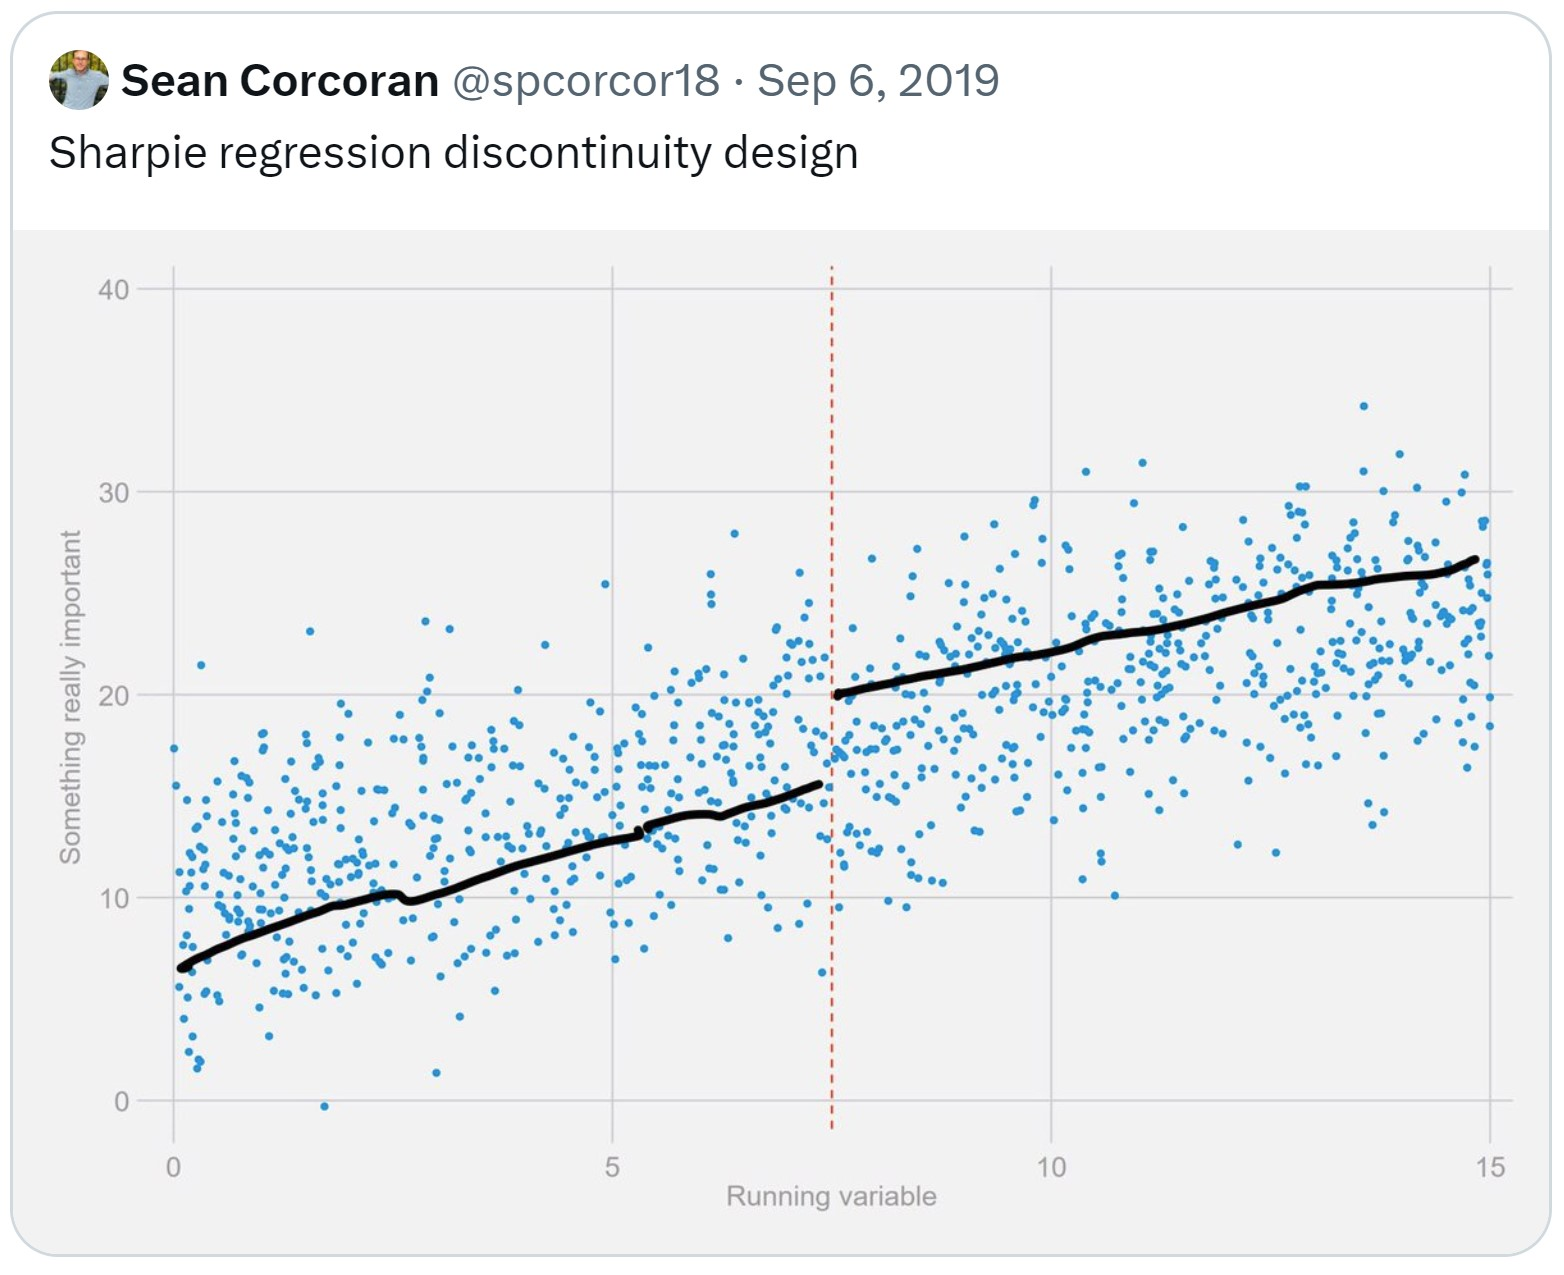 Sean Corcoran @spcorcor18 · Sep 6, 2019
Sharpie regression discontinuity design
40
30
20
10
0
Something really important
0 5 10 15
Running variable